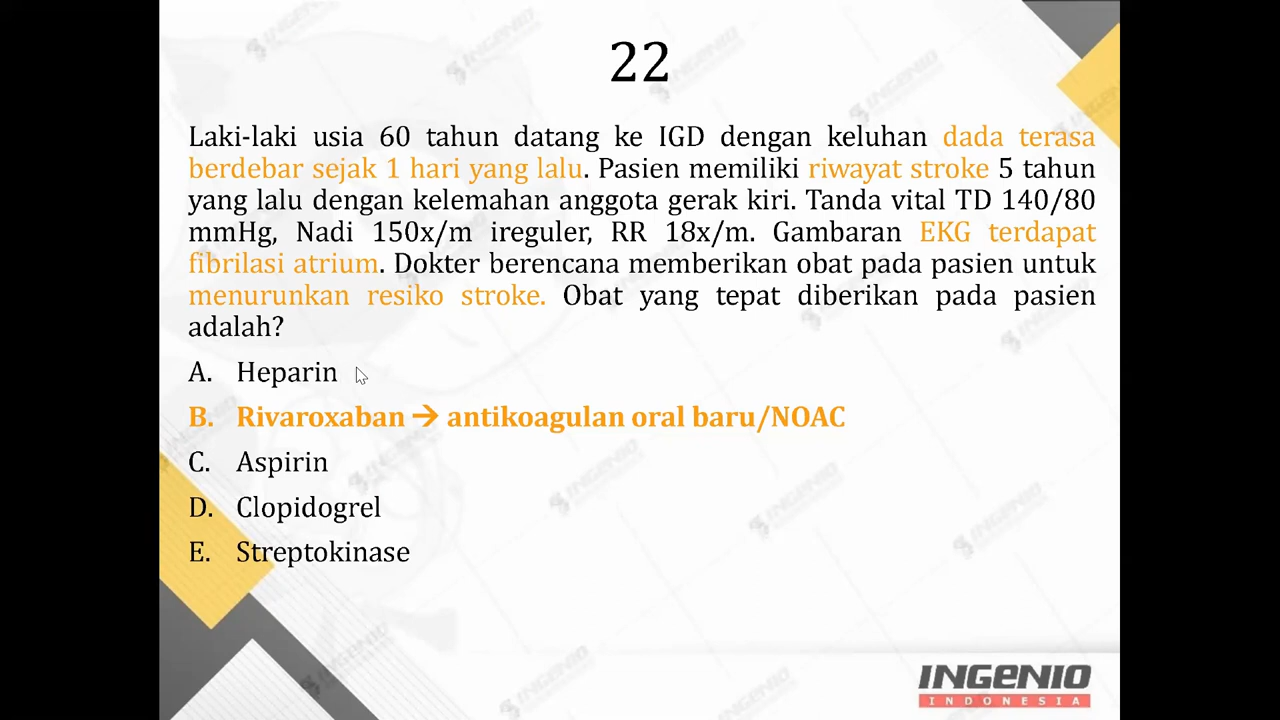 22
Laki-laki usia 60 tahun datang ke IGD dengan keluhan dada terasa
berdebar sejak 1 hari yang lalu. Pasien memiliki riwayat stroke 5 tahun
yang lalu dengan kelemahan anggota gerak kiri. Tanda vital TD 140/80
mmHg, Nadi 150x/m ireguler, RR 18x/m. Gambaran EKG terdapat
fibrilasi atrium. Dokter berencana memberikan obat pada pasien untuk
menurunkan resiko stroke. Obat yang tepat diberikan pada pasien
adalah?
A. Heparin
B. Rivaroxaban → antikoagulan oral baru/NOAC
C. Aspirin
D. Clopidogrel
E. Streptokinase
INGENIO
INDONESIA